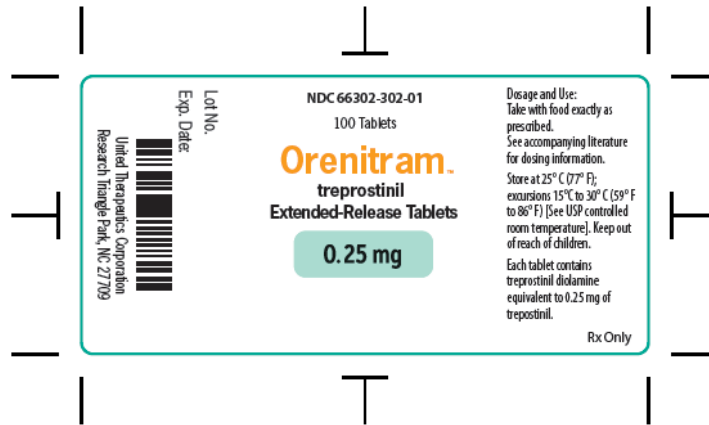 Lot No.
Exp. Date:
United Therapeutics Corporation
Research Triangle Park, NC 27709
NDC 66302-302-01
100 Tablets
Orenitram™
treprostinil
Extended-Release Tablets
0.25 mg
Dosage and Use:
Take with food exactly as
prescribed.
See accompanying literature
for dosing information.
Store at 25° C (77° F);
excursions 15°C to 30° C (59° F
to 86° F) [See USP controlled
room temperature]. Keep out
of reach of children.
Each tablet contains
treprostinil diolamine
equivalent to 0.25 mg of
trepostinil.
Rx Only